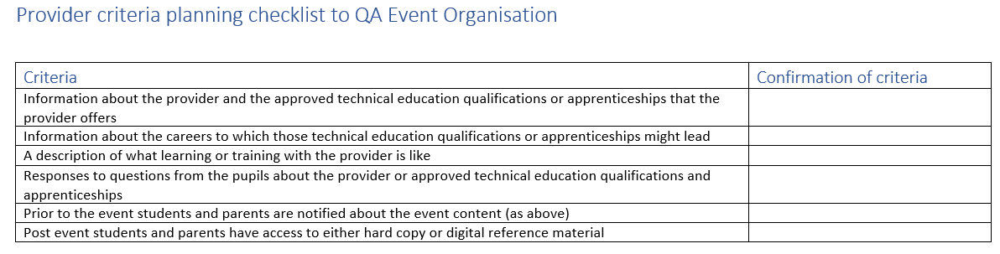 Provider criteria planning checklist to QA Event Organisation
Criteria
Confirmation of criteria
Information about the provider and the approved technical education qualifications or apprenticeships that the
provider offers
Information about the careers to which those technical education qualifications or apprenticeships might lead
A description of what learning or training with the provider is like
Responses to questions from the pupils about the provider or approved technical education qualifications and
apprenticeships
Prior to the event students and parents are notified about the event content (as above)
Post event students and parents have access to either hard copy or digital reference material